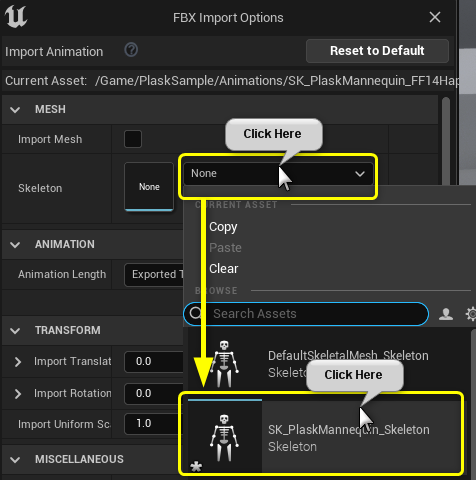 FBX Import Options
Import Animation
Reset to Default
Current Asset: /Game/PlaskSample/Animations/SK_PlaskMannequin_FF14Hap
MESH
Import Mesh
Click Here
Skeleton
None
None
CURRENT ASSET
Copy
Paste
Clear
BROWSE
Search Assets
ANIMATION
Animation Length
Exported T
TRANSFORM
Import Translat
0.0
Import Rotation
0.0
Import Uniform Sc
1.0
DefaultSkeletalMesh_Skeleton
Skeleto
Click Here
SK_PlaskMannequin_Skeleton
Skeleton
MISCELLANEOUS